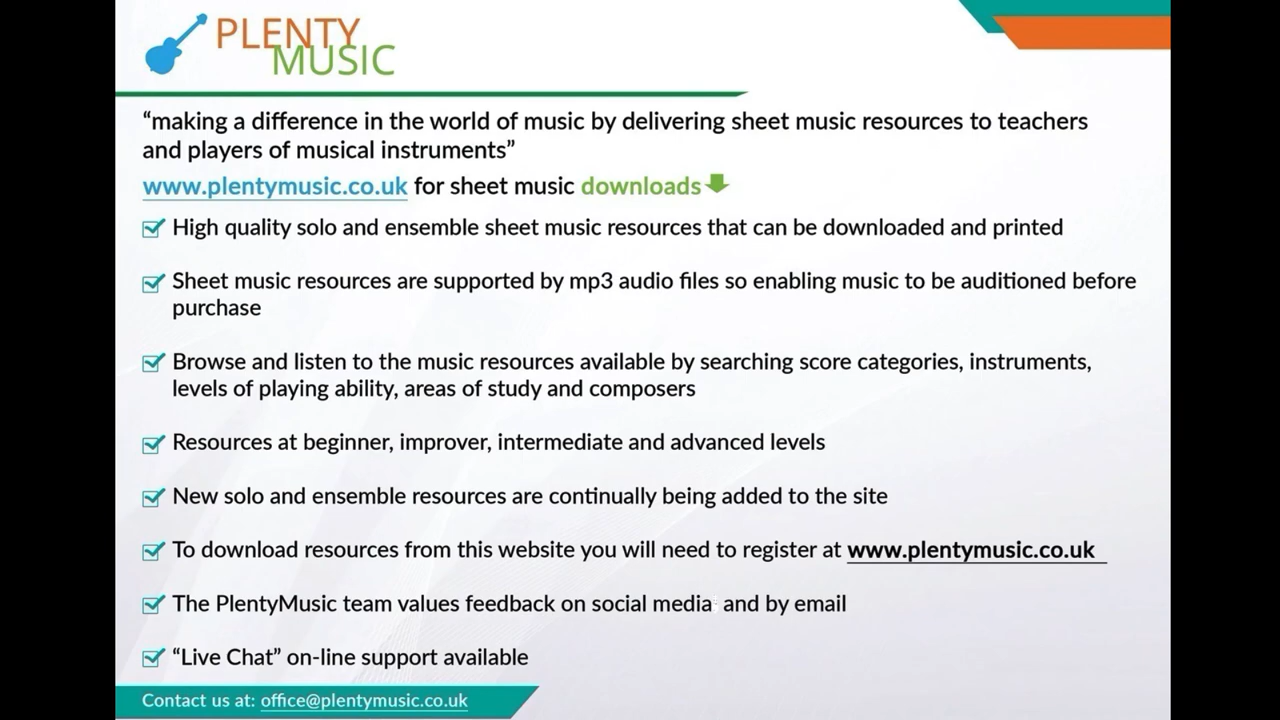 PLENTY
MUSIC
“making a difference in the world of music by delivering sheet music resources to teachers
and players of musical instruments”
www.plentymusic.co.uk for sheet music downloads
High quality solo and ensemble sheet music resources that can be downloaded and printed
Sheet music resources are supported by mp3 audio files so enabling music to be auditioned before
purchase
Browse and listen to the music resources available by searching score categories, instruments,
levels of playing ability, areas of study and composers
Resources at beginner, improver, intermediate and advanced levels
New solo and ensemble resources are continually being added to the site
To download resources from this website you will need to register at www.plentymusic.co.uk
The PlentyMusic team values feedback on social media and by email
“Live Chat” on-line support available
Contact us at: office@plentymusic.co.uk